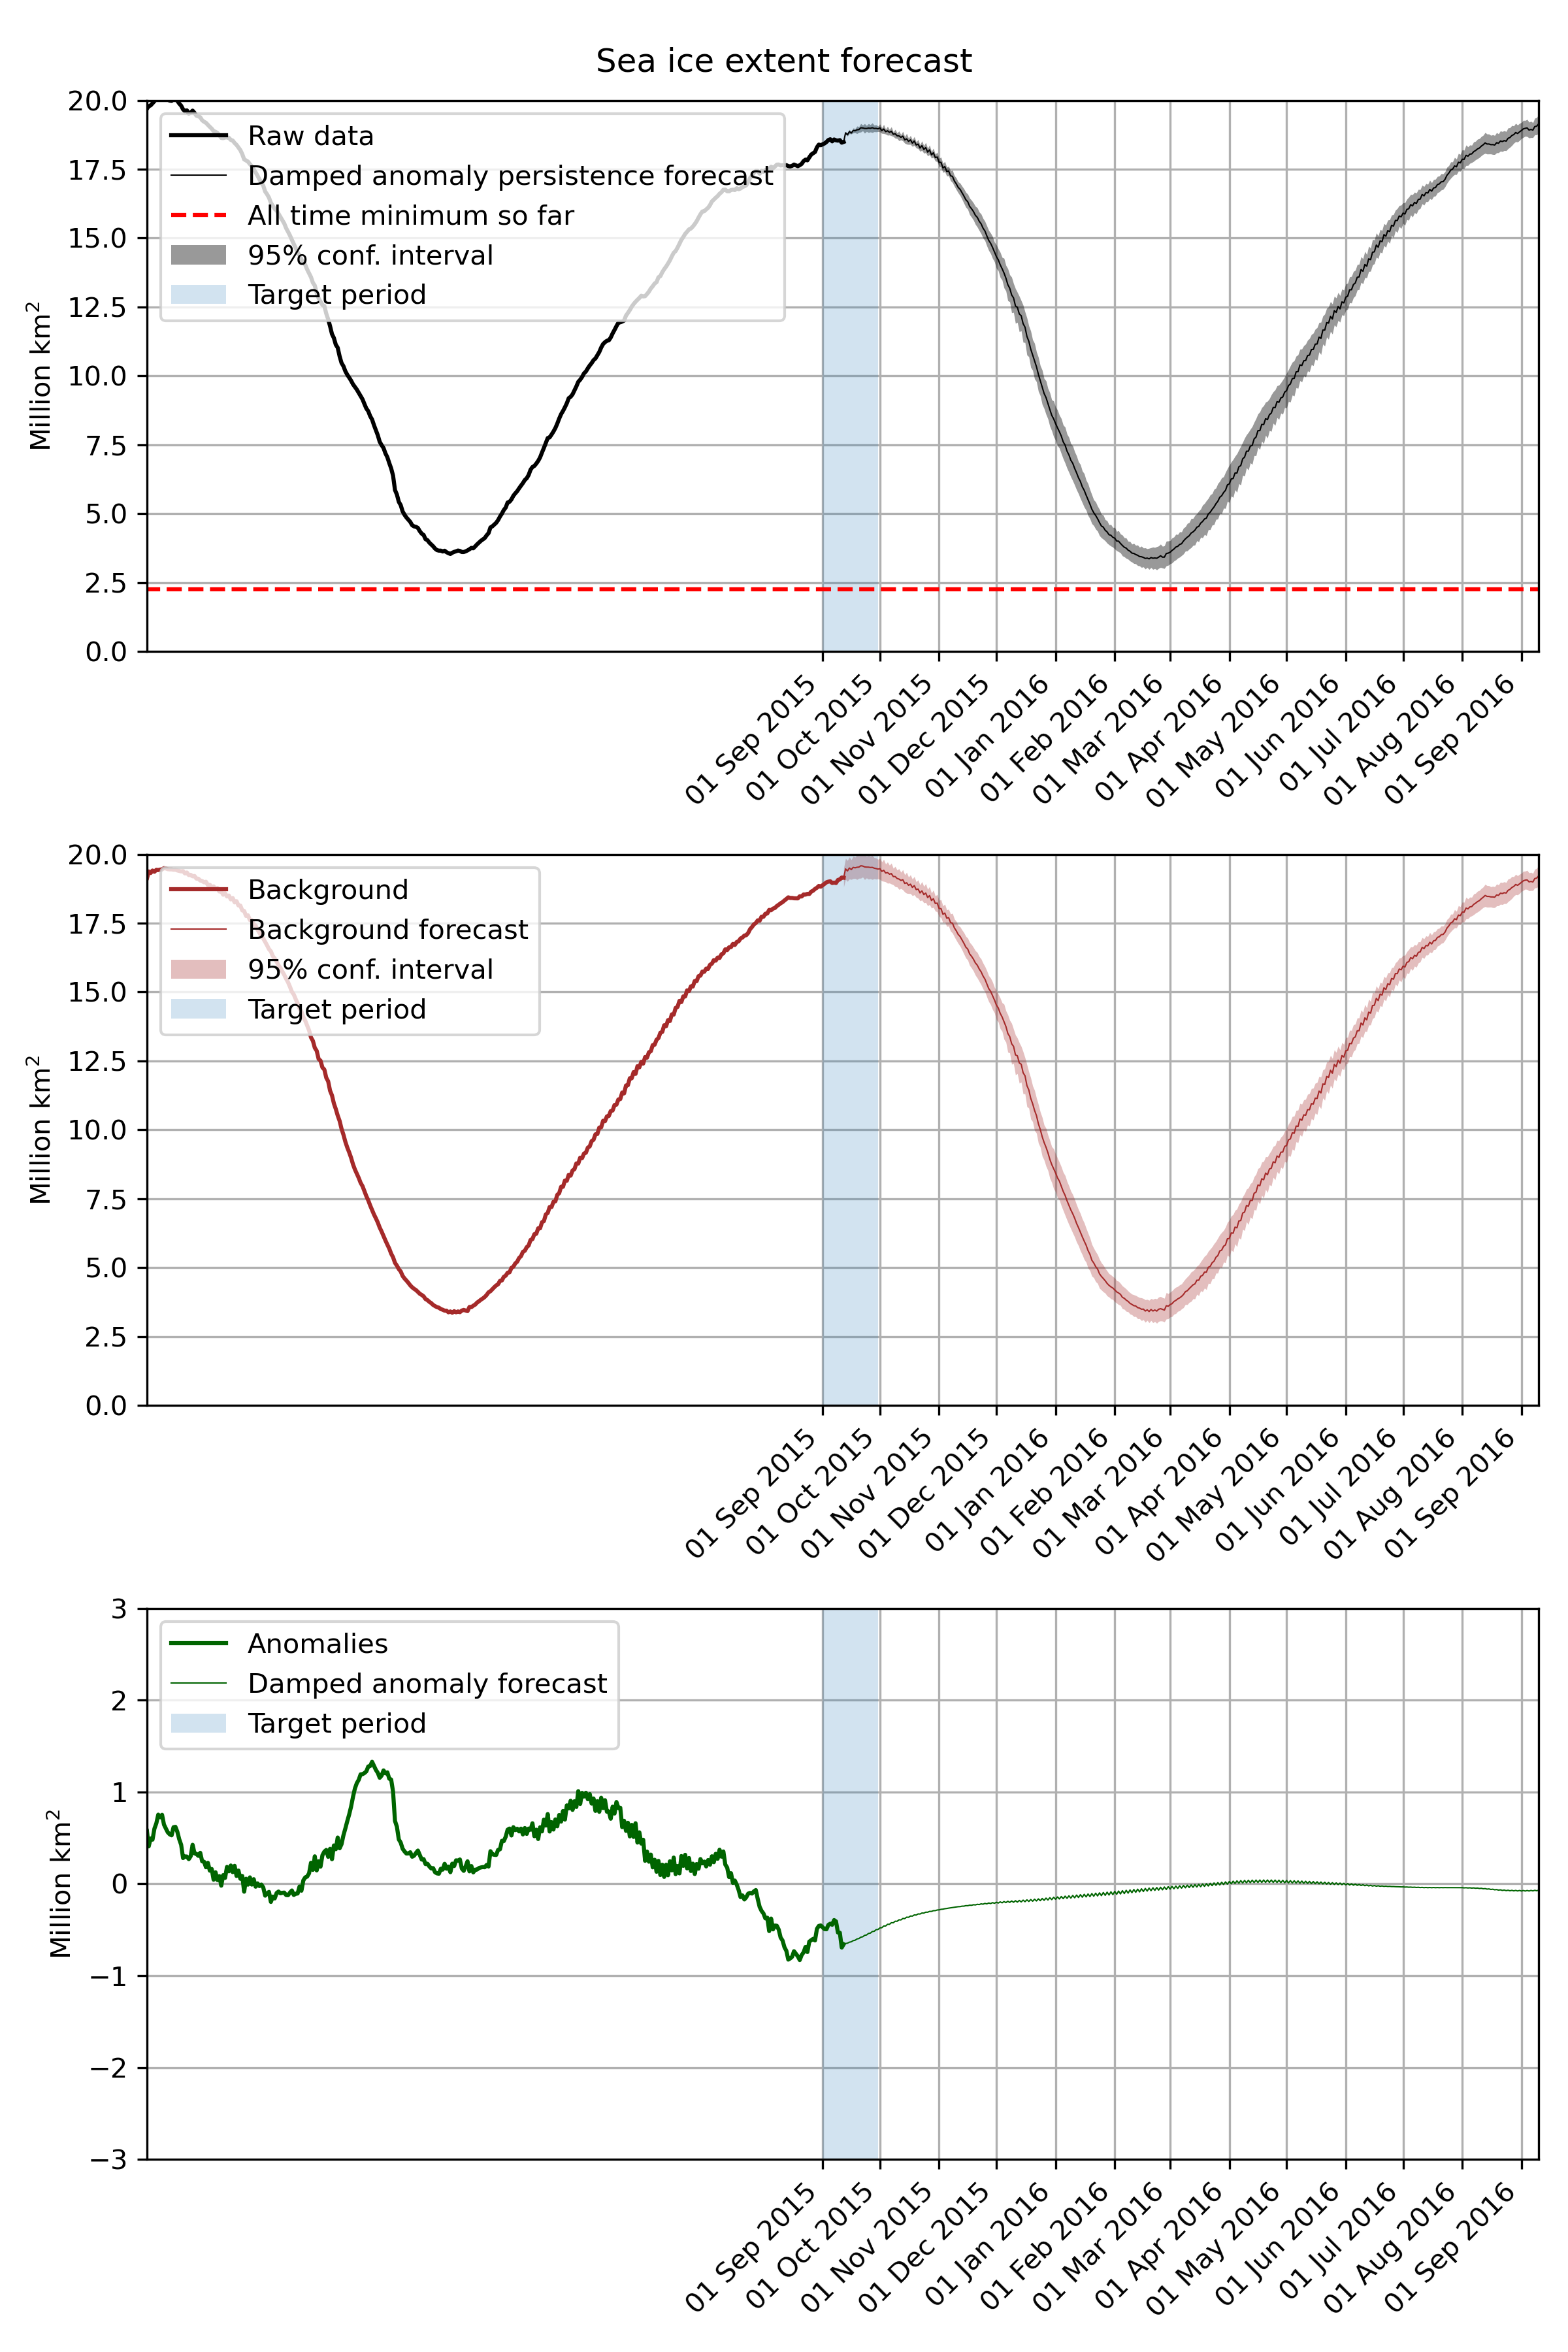 Sea ice extent forecast
20.0
17.5
15.0
12.5
10.0
7.5
5.0
2.5
0.0
Million km²
Raw data
Damped anomaly persistence forecast
All time minimum so far
95% conf. interval
Target period
01 Sep 2015
01 Oct 2015
01 Nov 2015
01 Dec 2015
01 Jan 2016
01 Feb 2016
01 Mar 2016
01 Apr 2016
01 May 2016
01 Jun 2016
01 Jul 2016
01 Aug 2016
01 Sep 2016
20.0
17.5
15.0
12.5
10.0
7.5
5.0
2.5
0.0
Million km²
Background
Background forecast
95% conf. interval
Target period
01 Sep 2015
01 Oct 2015
01 Nov 2015
01 Dec 2015
01 Jan 2016
01 Feb 2016
01 Mar 2016
01 Apr 2016
01 May 2016
01 Jun 2016
01 Jul 2016
01 Aug 2016
01 Sep 2016
3
2
1
0
−1
−2
−3
Million km²
Anomalies
Damped anomaly forecast
Target period
01 Sep 2015
01 Oct 2015
01 Nov 2015
01 Dec 2015
01 Jan 2016
01 Feb 2016
01 Mar 2016
01 Apr 2016
01 May 2016
01 Jun 2016
01 Jul 2016
01 Aug 2016
01 Sep 2016